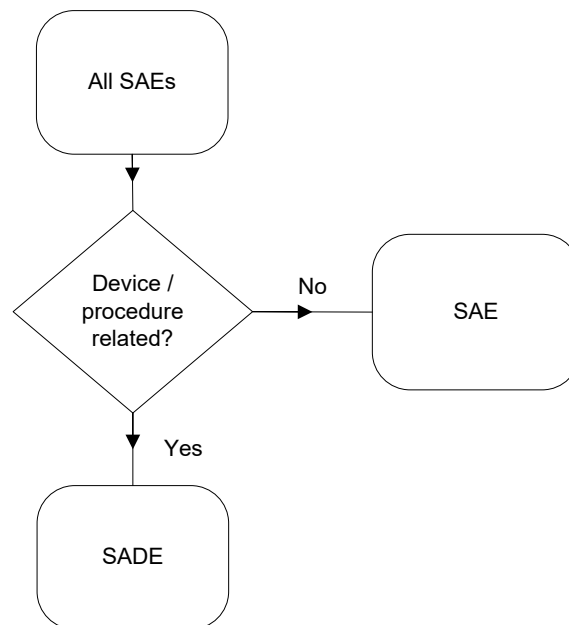 All SAEs
Device /
procedure
related?
No
SAE
Yes
SADE